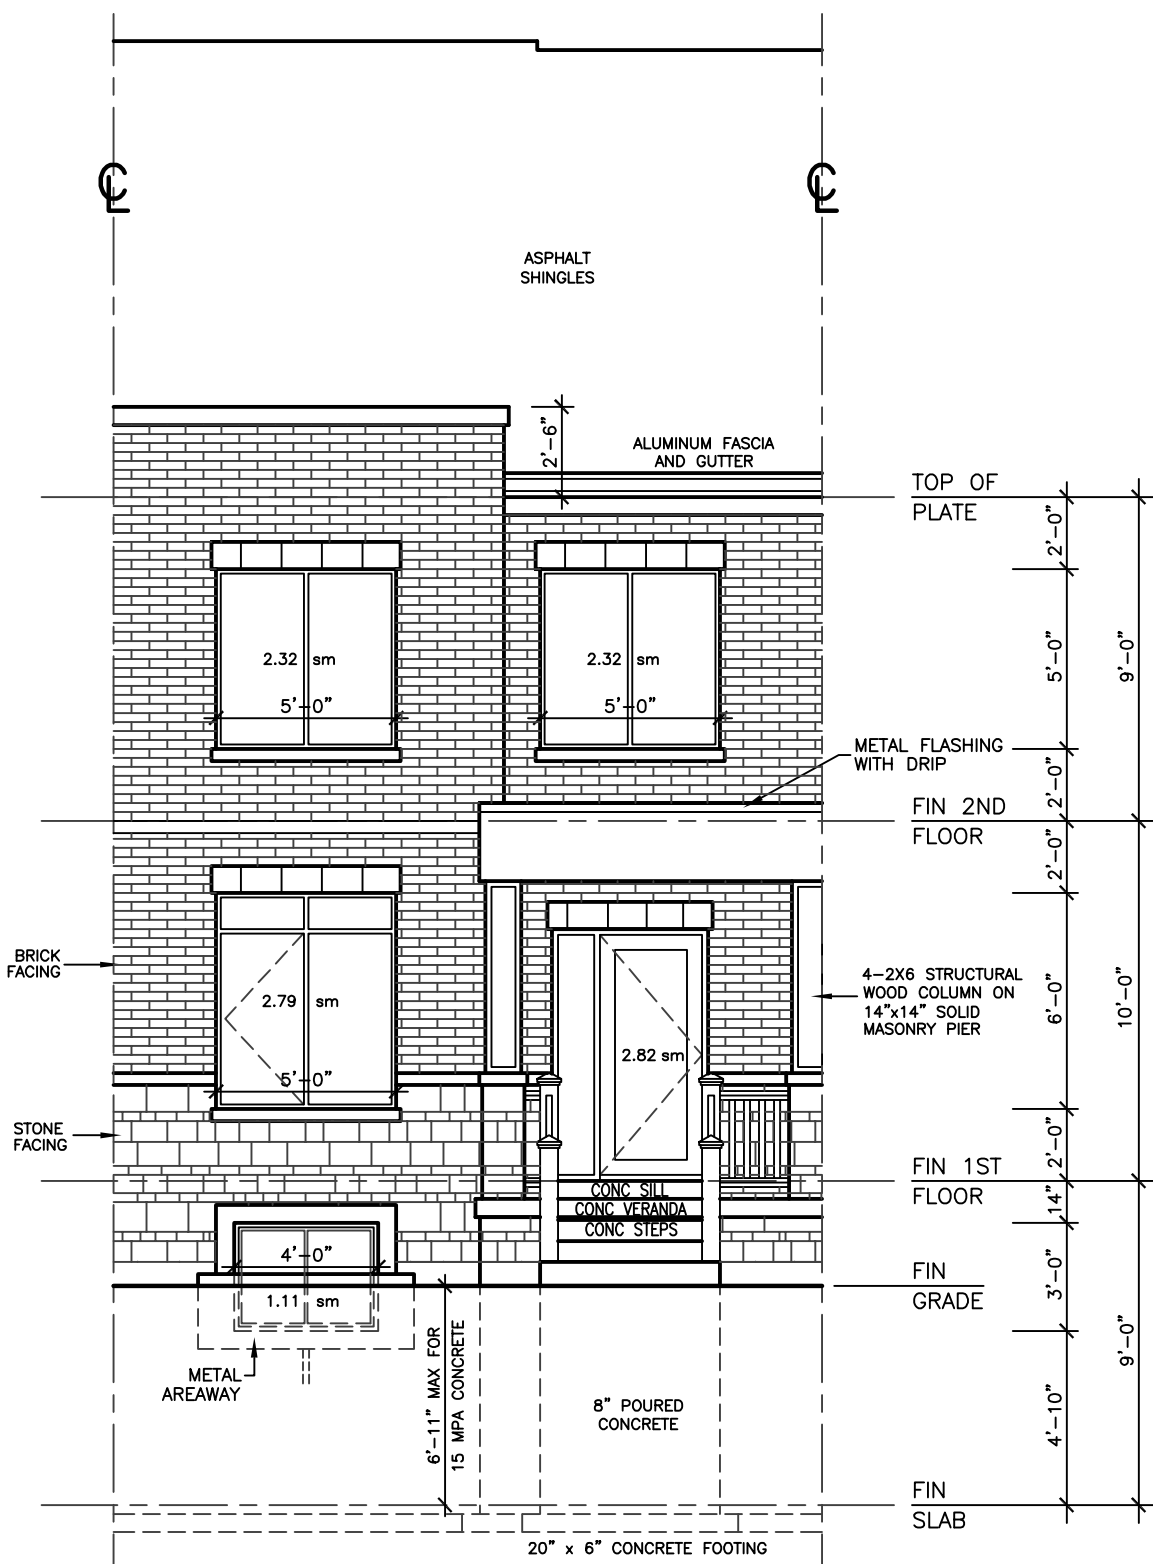 CL
CL
ASPHALT
SHINGLES
2'-6"
ALUMINUM FASCIA
AND GUTTER
TOP OF
PLATE
2'-0"
2.32 sm
5'-0"
2.32 sm
5'-0"
5'-0"
9'-0"
METAL FLASHING
WITH DRIP
2'-0"
FIN 2ND
FLOOR
2'-0"
BRICK
FACING
2.79 sm
5'-0"
2.82 sm
4-2X6 STRUCTURAL
WOOD COLUMN ON
14"x14" SOLID
MASONRY PIER
6'-0"
10'-0"
STONE
FACING
2'-0"
FIN 1ST
FLOOR
14"
CONC SILL
CONC VERANDA
CONC STEPS
4'-0"
1.11 sm
FIN
GRADE
3'-0"
9'-0"
METAL
AREAWAY
6'-11" MAX FOR
15 MPA CONCRETE
8" POURED
CONCRETE
4'-10"
FIN
SLAB
20" x 6" CONCRETE FOOTING